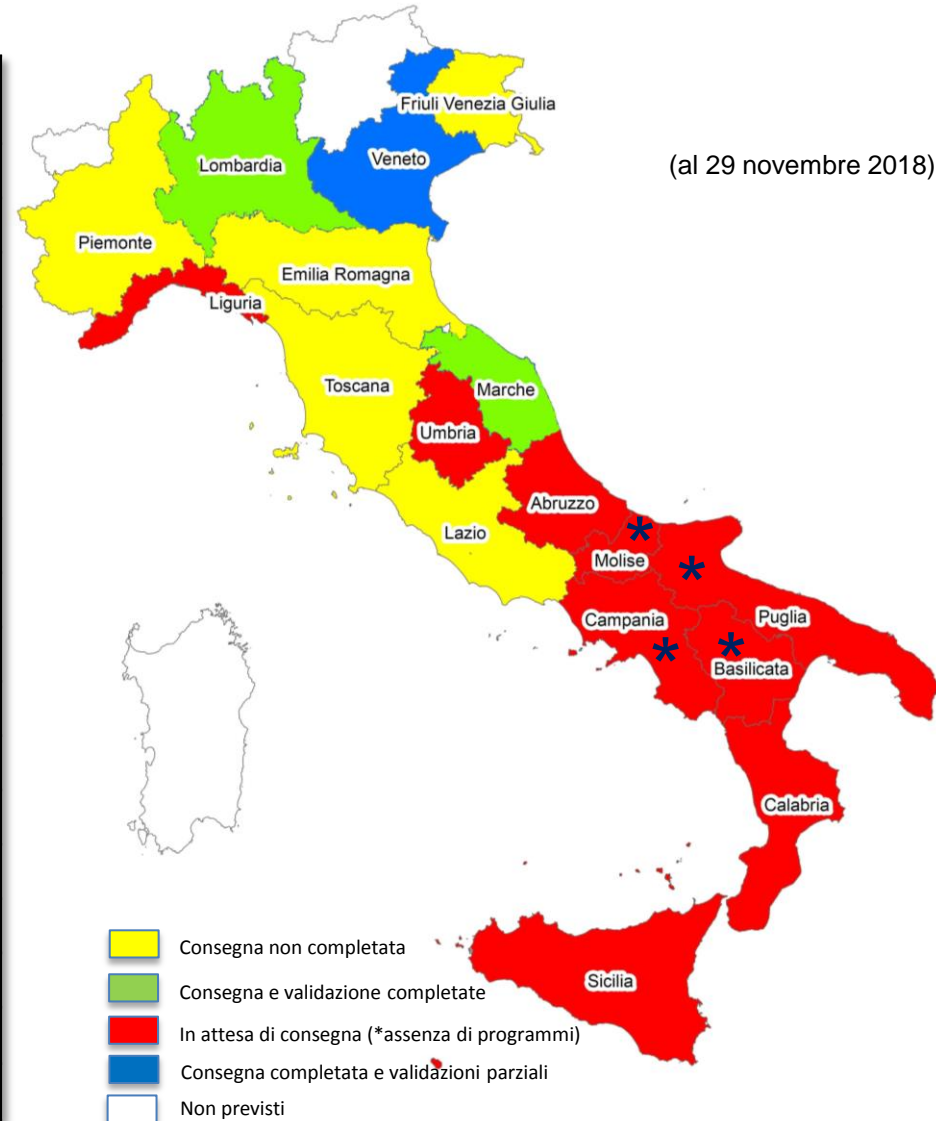 Friuli Venezia Giulia
(al 29 novembre 2018)
Lombardia
Veneto
Piemonte
Emilia Romagna
Liguria
Toscana
Marche
Umbria
Abruzzo
Lazio
*
Molise
*
Campania
Puglia
*
*
Basilicata
Calabria
Sicilia
Consegna non completata
Consegna e validazione completate
In attesa di consegna (*assenza di programmi)
Consegna completata e validazioni parziali
Non previsti